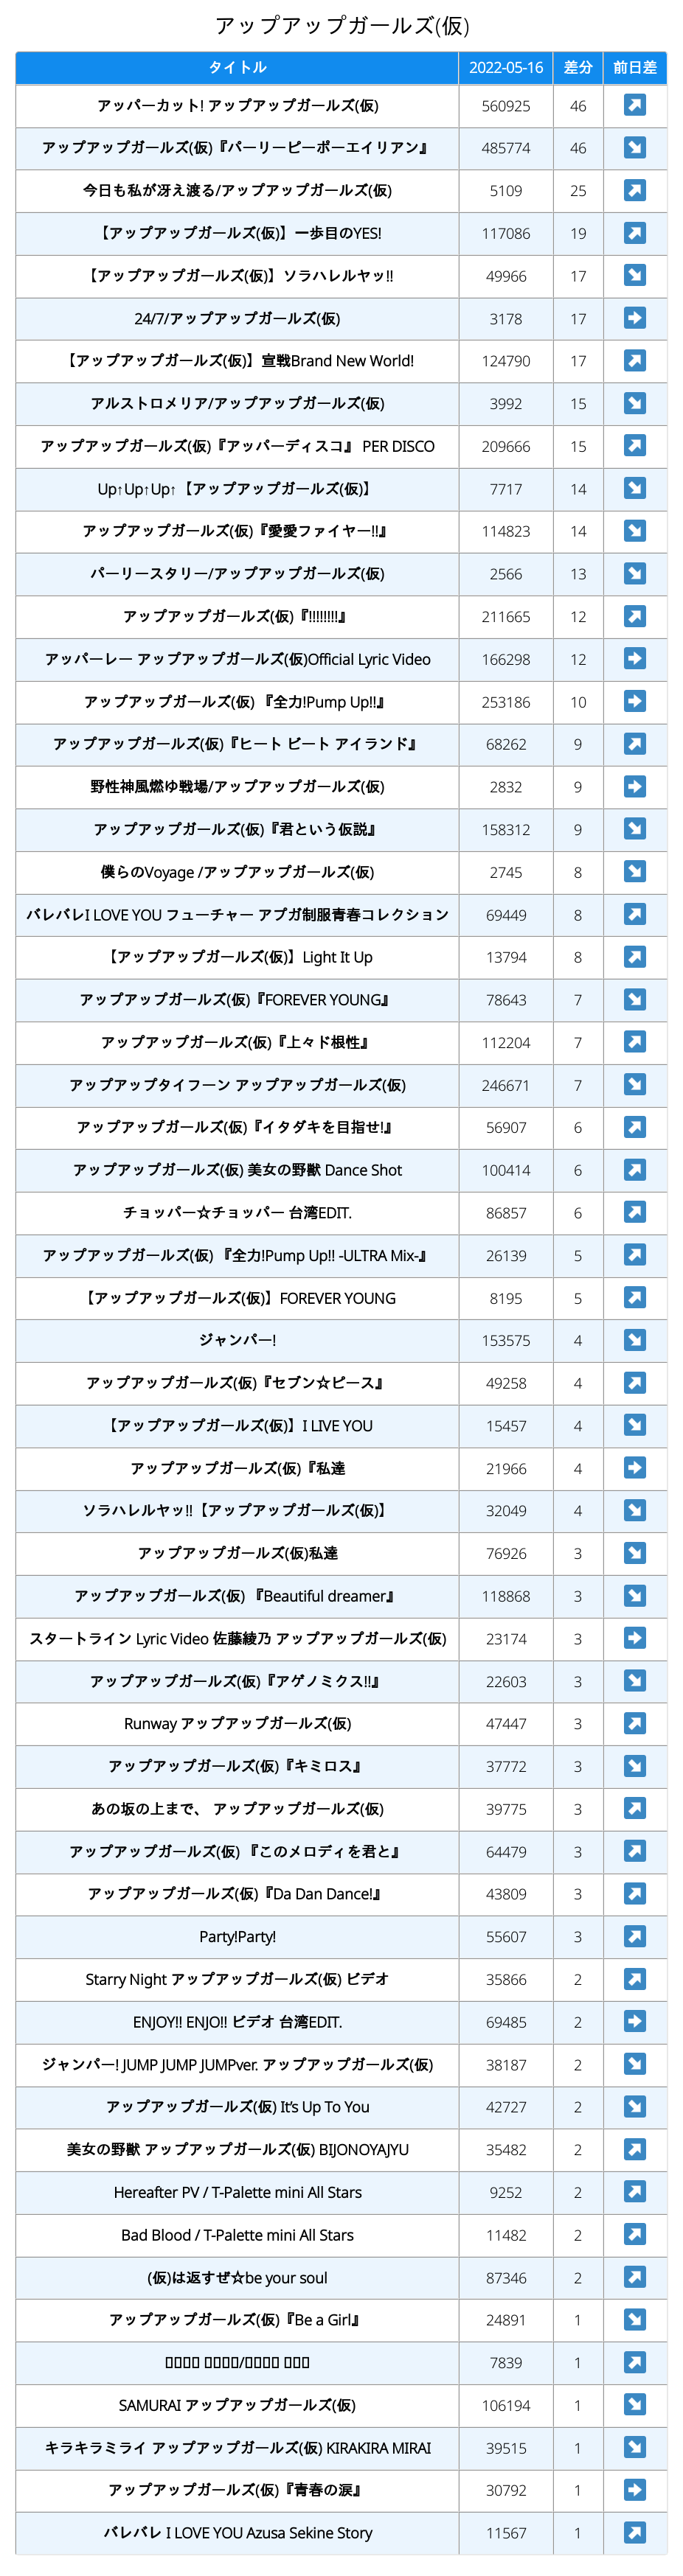 アップアップガールズ(仮)
タイトル 2022-05-16 差分 前日差
アッパーカット! アップアップガールズ(仮) 560925 46 ↗
アップアップガールズ(仮)『パーリーピーポーエイリアン』 485774 46 ↘
今日も私が冴え渡る/アップアップガールズ(仮) 5109 25 ↗
【アップアップガールズ(仮)】一歩目のYES! 117086 19 ↗
【アップアップガールズ(仮)】ソラハレルヤッ!! 49966 17 ↘
24/7/アップアップガールズ(仮) 3178 17 ➡
【アップアップガールズ(仮)】宣戦Brand New World! 124790 17 ↗
アルストロメリア/アップアップガールズ(仮) 3992 15 ↘
アップアップガールズ(仮)『アッパーディスコ』 PER DISCO 209666 15 ↗
Up↑Up↑Up↑【アップアップガールズ(仮)】 7717 14 ↘
アップアップガールズ(仮)『愛愛ファイヤー!!』 114823 14 ↘
パーリースタリー/アップアップガールズ(仮) 2566 13 ↘
アップアップガールズ(仮)『!!!!!!!!』 211665 12 ↗
アッパーレー アップアップガールズ(仮)Official Lyric Video 166298 12 ➡
アップアップガールズ(仮) 『全力!Pump Up!!』 253186 10 ➡
アップアップガールズ(仮)『ヒート ビート アイランド』 68262 9 ↗
野性神風燃ゆ戦場/アップアップガールズ(仮) 2832 9 ➡
アップアップガールズ(仮)『君という仮説』 158312 9 ↘
僕らのVoyage /アップアップガールズ(仮) 2745 8 ↘
バレバレI LOVE YOU フューチャー アプガ制服青春コレクション 69449 8 ↗
【アップアップガールズ(仮)】Light It Up 13794 8 ↗
アップアップガールズ(仮)『FOREVER YOUNG』 78643 7 ↘
アップアップガールズ(仮)『上々ド根性』 112204 7 ↗
アップアップタイフーン アップアップガールズ(仮) 246671 7 ↘
アップアップガールズ(仮)『イタダキを目指せ!』 56907 6 ↗
アップアップガールズ(仮) 美女の野獣 Dance Shot 100414 6 ↗
チョッパー☆チョッパー 台湾EDIT. 86857 6 ↗
アップアップガールズ(仮) 『全力!Pump Up!! -ULTRA Mix-』 26139 5 ↗
【アップアップガールズ(仮)】FOREVER YOUNG 8195 5 ↗
ジャンパー! 153575 4 ↘
アップアップガールズ(仮)『セブン☆ピース』 49258 4 ↗
【アップアップガールズ(仮)】I LIVE YOU 15457 4 ↘
アップアップガールズ(仮)『私達 21966 4 ➡
ソラハレルヤッ!!【アップアップガールズ(仮)】 32049 4 ↘
アップアップガールズ(仮)私達 76926 3 ↘
アップアップガールズ(仮) 『Beautiful dreamer』 118868 3 ↘
スタートライン Lyric Video 佐藤綾乃 アップアップガールズ(仮) 23174 3 ➡
アップアップガールズ(仮)『アゲノミクス!!』 22603 3 ↘
Runway アップアップガールズ(仮) 47447 3 ↗
アップアップガールズ(仮)『キミロス』 37772 3 ↘
あの坂の上まで、 アップアップガールズ(仮) 39775 3 ↗
アップアップガールズ(仮) 『このメロディを君と』 64479 3 ↗
アップアップガールズ(仮)『Da Dan Dance!』 43809 3 ↗
Party!Party! 55607 3 ↗
Starry Night アップアップガールズ(仮) ビデオ 35866 2 ↗
ENJOY!! ENJO!! ビデオ 台湾EDIT. 69485 2 ➡
ジャンパー! JUMP JUMP JUMPver. アップアップガールズ(仮) 38187 2 ↘
アップアップガールズ(仮) It's Up To You 42727 2 ↘
美女の野獣 アップアップガールズ(仮) BIJONOYAJYU 35482 2 ↗
Hereafter PV / T-Palette mini All Stars 9252 2 ↗
Bad Blood / T-Palette mini All Stars 11482 2 ↗
(仮)は返すぜ☆be your soul 87346 2 ↗
アップアップガールズ(仮)『Be a Girl』 24891 1 ↘
7839 1 ↗
SAMURAI アップアップガールズ(仮) 106194 1 ↘
キラキラミライ アップアップガールズ(仮) KIRAKIRA MIRAI 39515 1 ↘
アップアップガールズ(仮)『青春の涙』 30792 1 ➡
バレバレ I LOVE YOU Azusa Sekine Story 11567 1 ↗